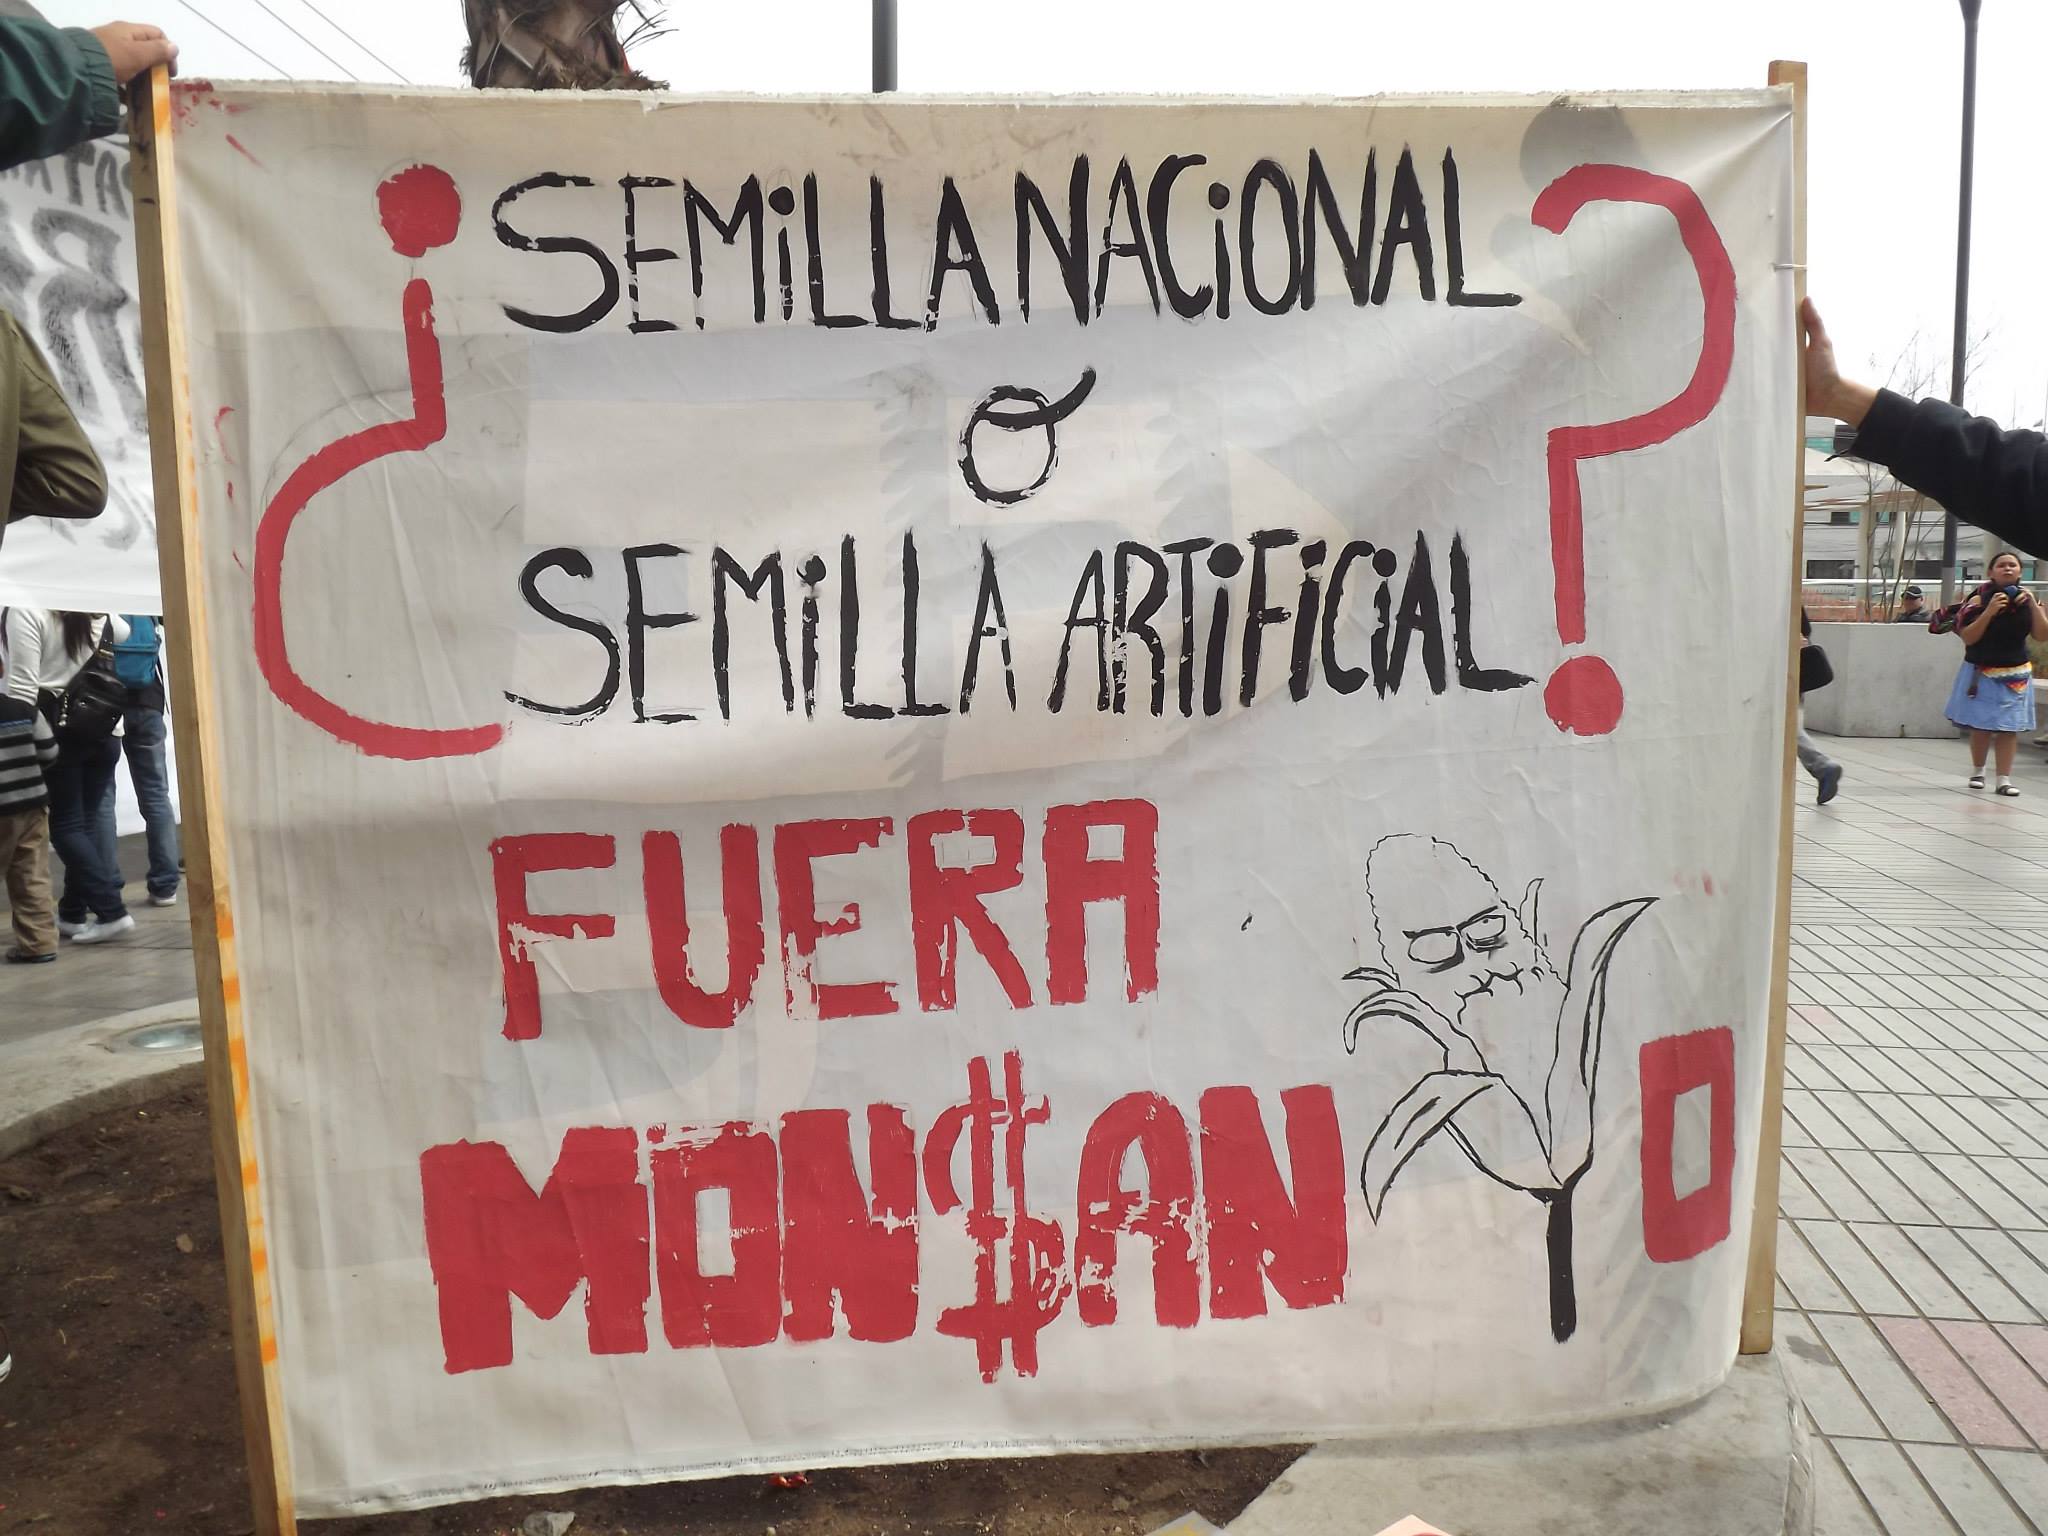 ¿SEMILLA NACIONAL
o
SEMILLA ARTIFICIAL?
FUERA
MON$ANTO